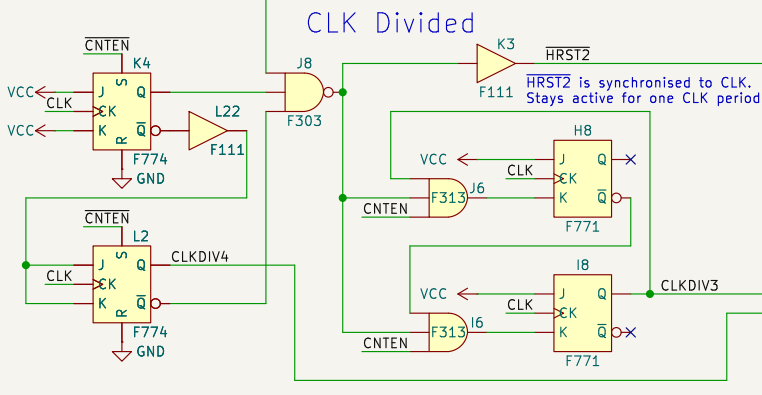 CLK Divided
CNTEN
K4
J8
K3
HRST2
VCC
J
S
Q
CLK
CK
VCC
K
R
Q
L22
F111
F774
GND
F303
F111
HRST2 is synchronised to CLK.
Stays active for one CLK period
H8
VCC
J
Q
CLK
CK
K
Q
F771
J6
F313
CNTEN
CNTEN
L2
J
S
Q
CLKDIV4
CLK
CK
K
R
Q
F774
GND
I8
VCC
J
Q
CLKDIV3
CLK
CK
K
Q
F771
I6
F313
CNTEN